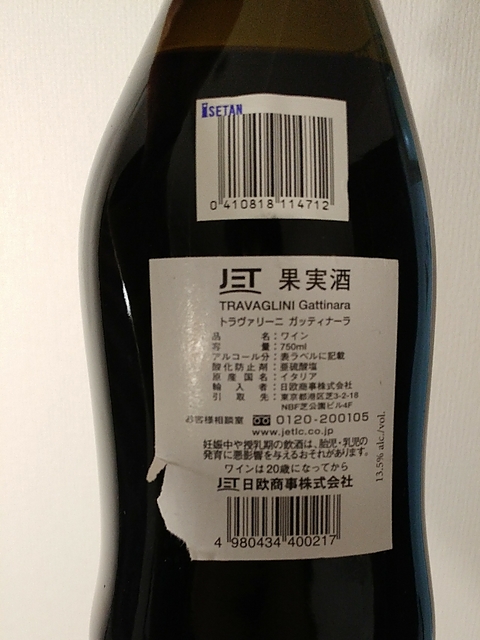 ISETAN
0 410818 114712
JET 果実酒
TRAVAGLINI Gattinara
トラヴァリーニ ガッティナーラ
品名:ワイン
容量:750ml
アルコール分:表ラベルに記載
酸化防止剤:亜硫酸塩
原産国名:イタリア
輸入者:日欧商事株式会社
引取先:東京都港区芝3-2-18
NBF芝公園ビル4F
お客様相談室 0120-200105
www.jetlc.co.jp
妊娠中や授乳期の飲酒は、胎児・乳児の
発育に悪影響を与えるおそれがあります。
ワインは20歳になってから
JET 日欧商事株式会社
4 980434 400217
13.5% alc./vol.